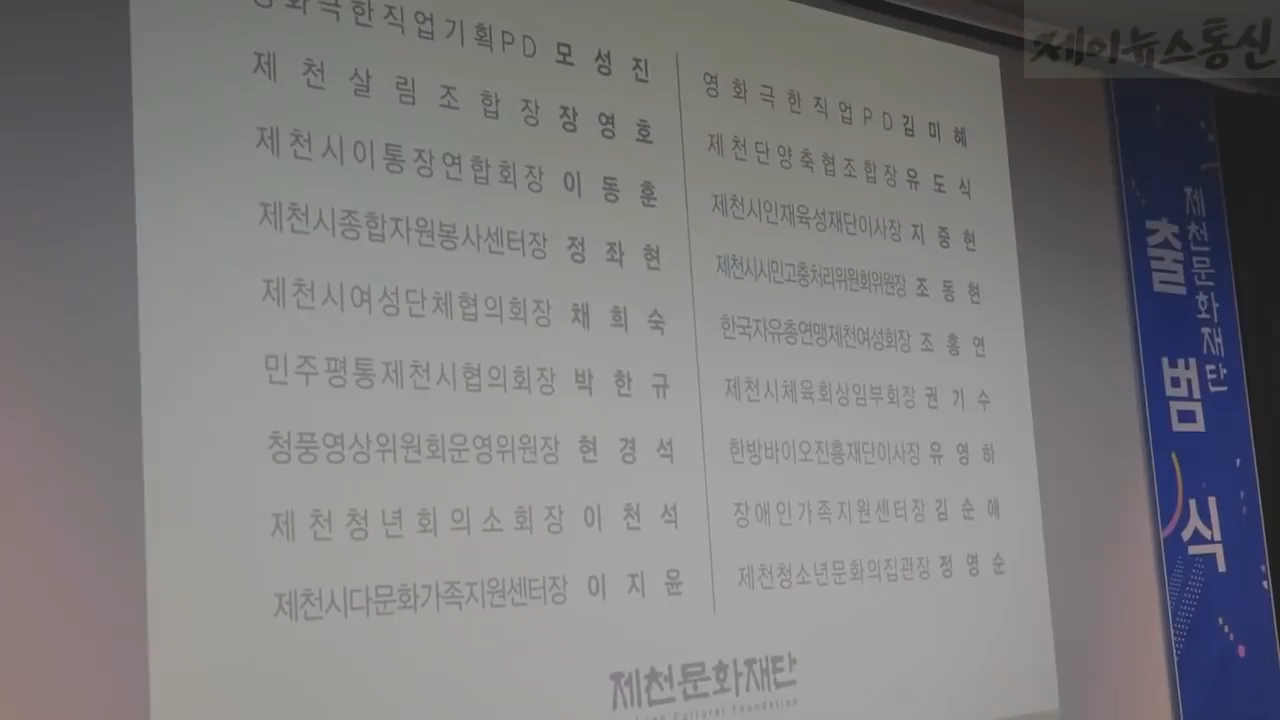 영화극한직업기획PD 모성진
제천살림조합장 장영호
제천시이통장연합회장 이동훈
제천시종합자원봉사센터장 정좌현
제천시여성단체협의회장 채희숙
민주평통제천시협의회장 박한규
청풍영상위원회운영위원장 현경석
제천청년회의소회장 이천석
제천시다문화가족지원센터장 이지윤
영화극한직업PD 김미혜
제천단양축협조합장 유도식
제천시인재육성재단이사장 지중현
제천시시민고충처리위원회위원장 조동현
한국자유총연맹제천여성회장 조홍연
제천시체육회상임부회장 권기수
한방바이오진흥재단이사장 유영하
장애인가족지원센터장 김순애
제천청소년문화의집관장 정영순
제천문화재단
Cultural Foundation
제이뉴스통신
제천문화재단
출범식